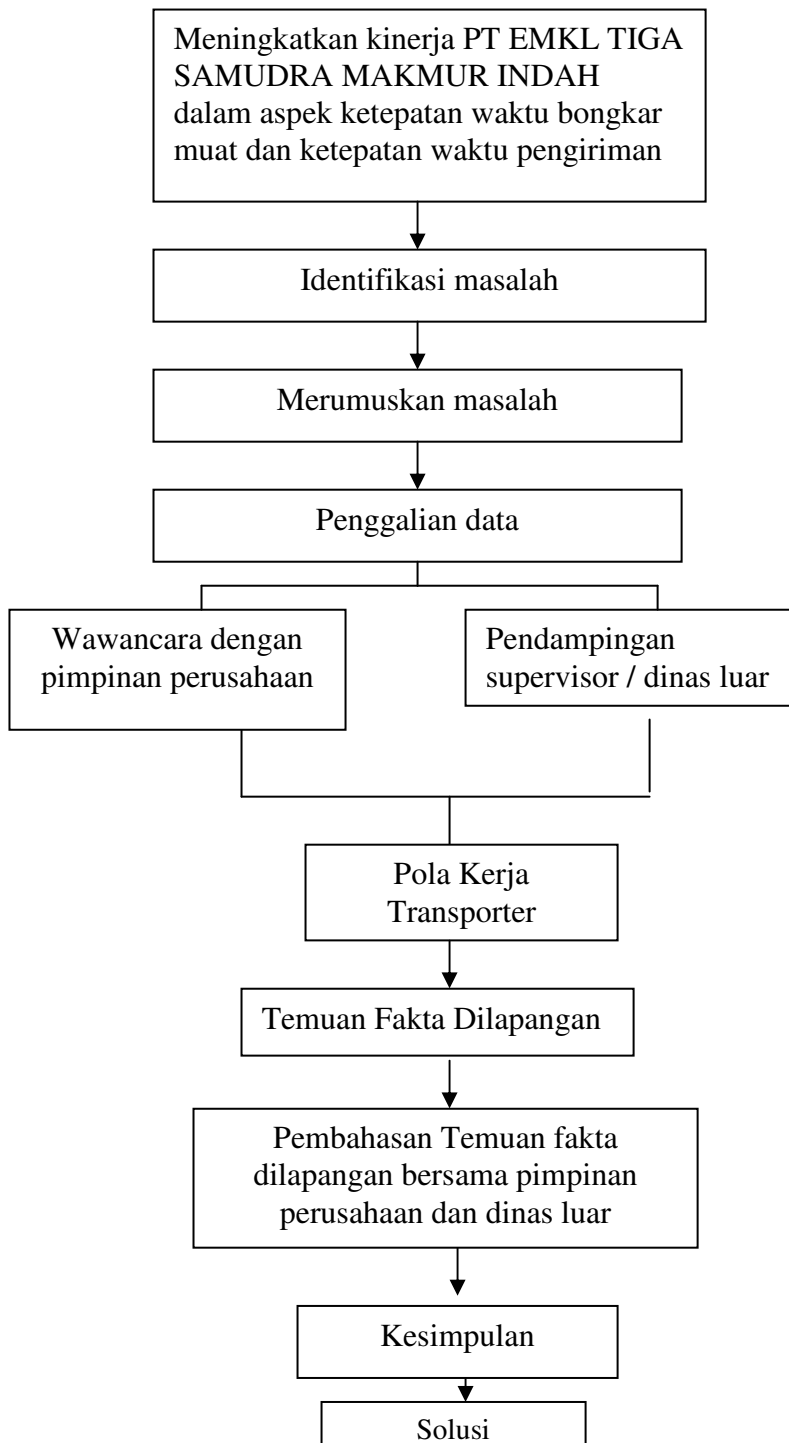 Meningkatkan kinerja PT EMKL TIGA
SAMUDRA MAKMUR INDAH
dalam aspek ketepatan waktu bongkar
muat dan ketepatan waktu pengiriman
Identifikasi masalah
Merumuskan masalah
Penggalian data
Wawancara dengan
pimpinan perusahaan
Pendampingan
supervisor / dinas luar
Pola Kerja
Transporter
Temuan Fakta Dilapangan
Pembahasan Temuan fakta
dilapangan bersama pimpinan
perusahaan dan dinas luar
Kesimpulan
Solusi